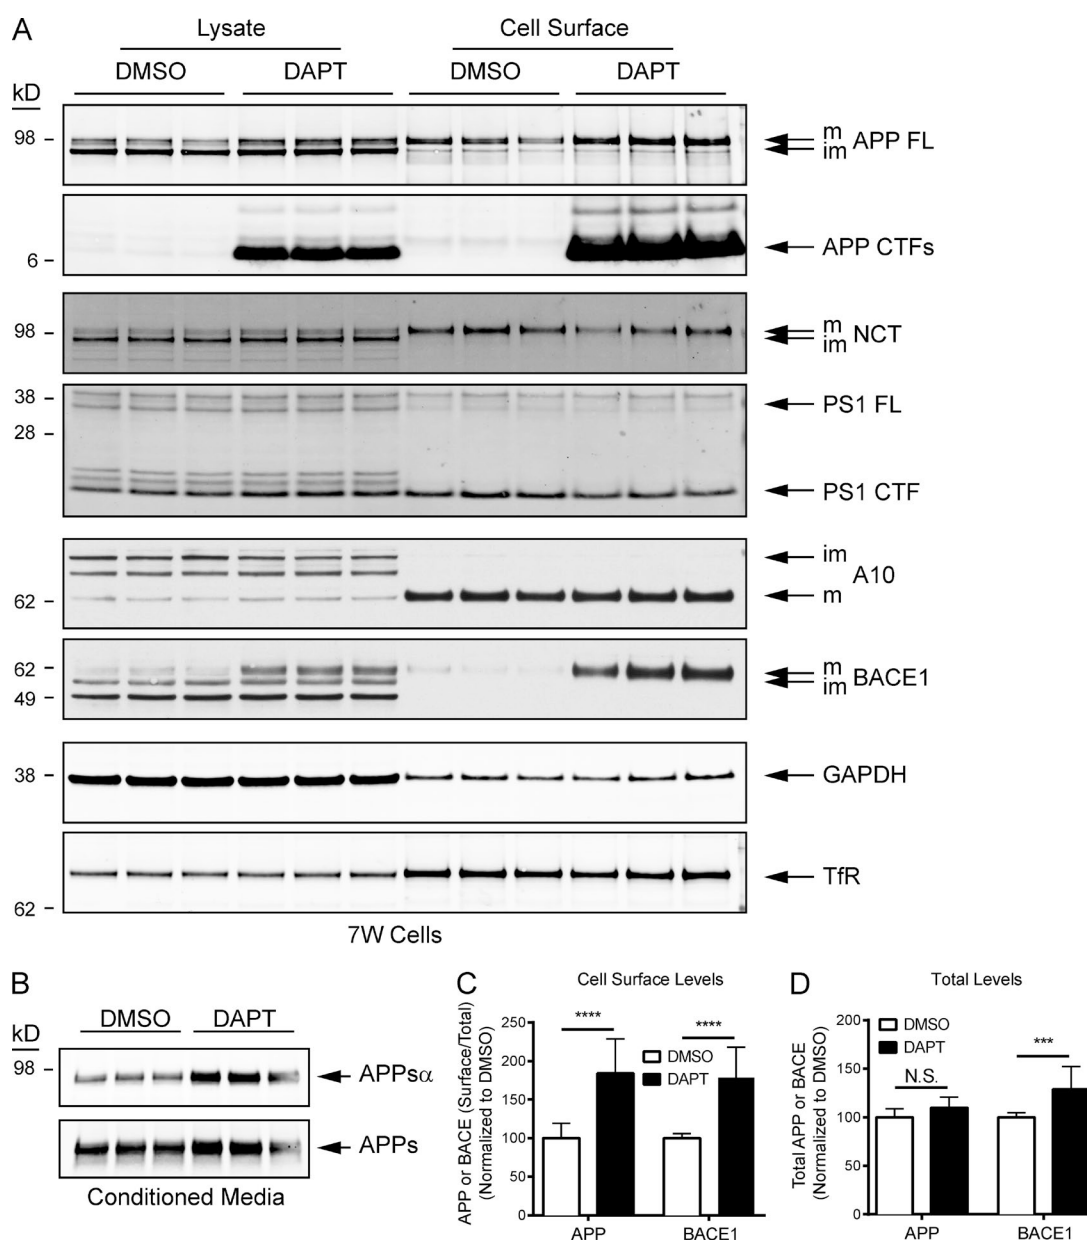 A
Lysate Cell Surface
DMSO DAPT DMSO DAPT
kD
98 m APP FL
im
6 APP CTFs
98 m NCT
im
38 PS1 FL
28
PS1 CTF
im
A10
62 m
62 m BACE1
im
49
38 GAPDH
TfR
62
7W Cells
B
DMSO DAPT
kD
98 APPsα
APPs
Conditioned Media
C
Cell Surface Levels
APP or BACE (Surface/Total)
(Normalized to DMSO)
250
200
150
100
50
0
**** ****
DMSO
DAPT
APP BACE1
D
Total Levels
Total APP or BACE
(Normalized to DMSO)
200
150
100
50
0
DMSO
DAPT
N.S. ***
APP BACE1